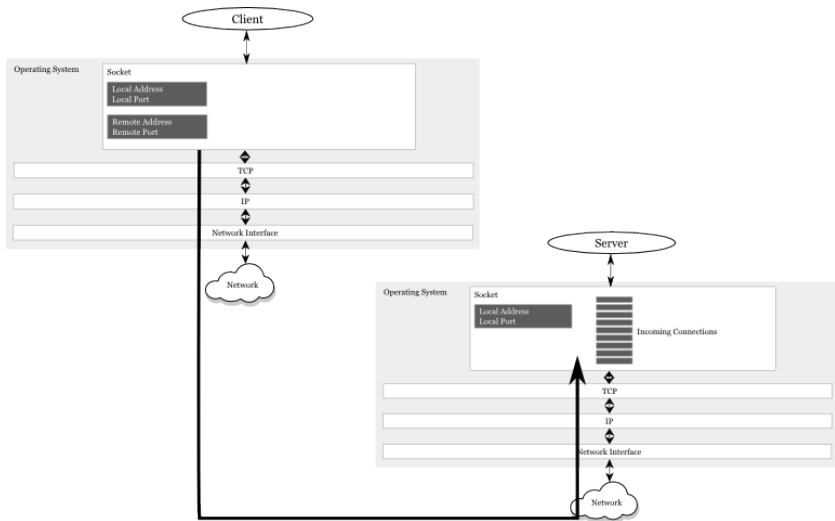 Client
Operating System
Socket
Local Address
Local Port
Remote Address
Remote Port
TCP
IP
Network Interface
Network
Server
Operating System
Socket
Local Address
Local Port
Incoming Connections
TCP
IP
Network Interface
Network